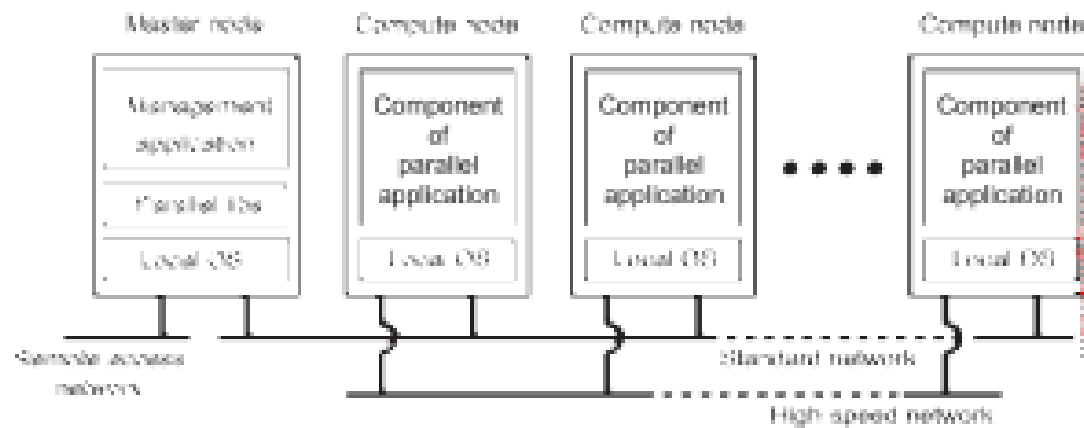 Master node
Compute node
Compute node
Compute node
Management
application
Parallel libs
Local OS
Component
of
parallel
application
Local OS
Component
of
parallel
application
Local OS
Component
of
parallel
application
Local OS
Remote access
network
Standard network
High speed network